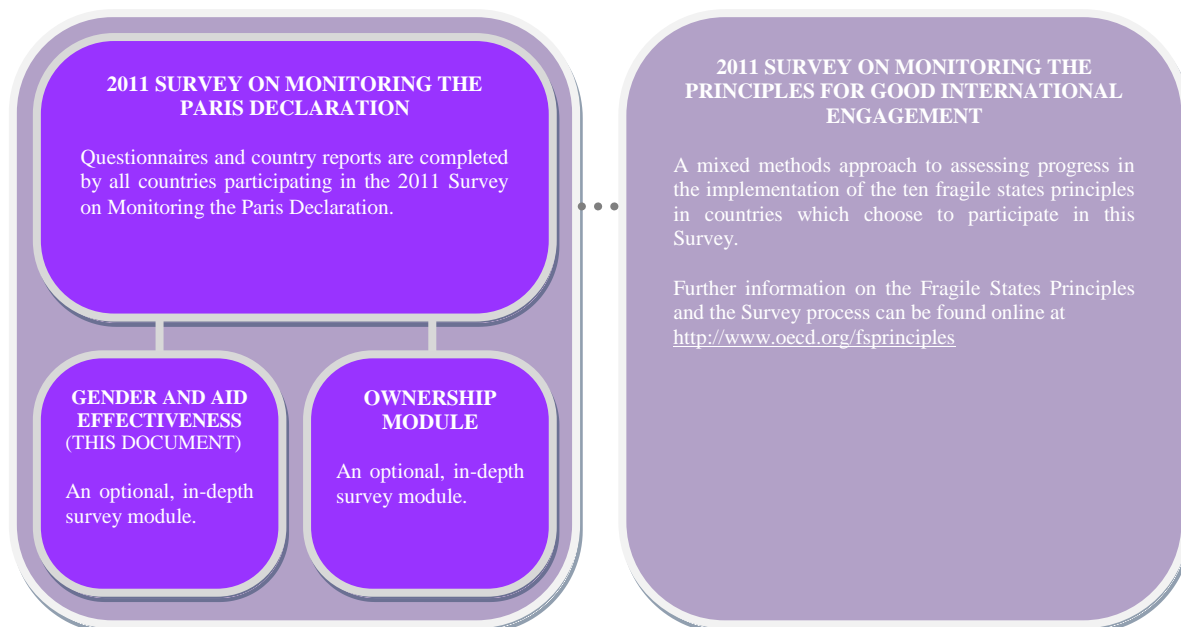 2011 SURVEY ON MONITORING THE
PARIS DECLARATION
Questionnaires and country reports are completed
by all countries participating in the 2011 Survey
on Monitoring the Paris Declaration.
GENDER AND AID
EFFECTIVENESS
(THIS DOCUMENT)
An optional, in-depth
survey module.
OWNERSHIP
MODULE
An optional, in-depth
survey module.
2011 SURVEY ON MONITORING THE
PRINCIPLES FOR GOOD INTERNATIONAL
ENGAGEMENT
A mixed methods approach to assessing progress in
the implementation of the ten fragile states principles
in countries which choose to participate in this
Survey.
Further information on the Fragile States Principles
and the Survey process can be found online at
http://www.oecd.org/fsprinciples